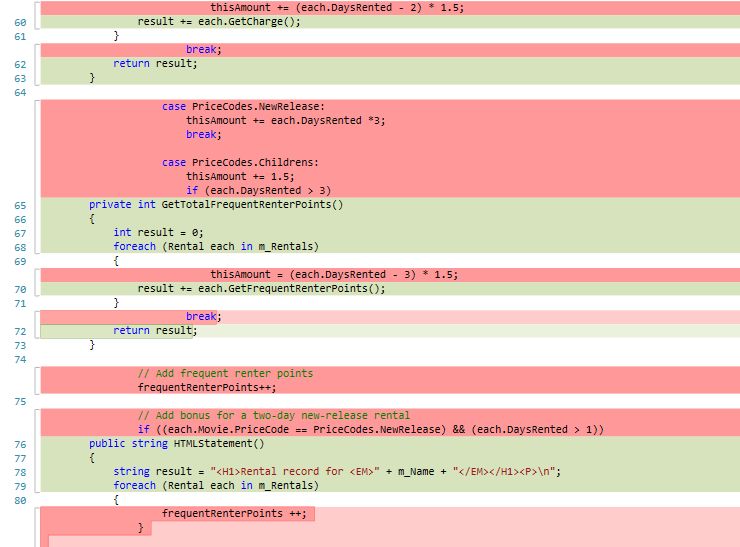 thisAmount += (each.DaysRented - 2) * 1.5;
60 result += each.GetCharge();
61 }
break;
62 return result;
63 }
64
case PriceCodes.NewRelease:
thisAmount += each.DaysRented *3;
break;
case PriceCodes.Childrens:
thisAmount += 1.5;
if (each.DaysRented > 3)
65 private int GetTotalFrequentRenterPoints()
66 {
67 int result = 0;
68 foreach (Rental each in m_Rentals)
69 {
thisAmount = (each.DaysRented - 3) * 1.5;
70 result += each.GetFrequentRenterPoints();
71 }
break;
72 return result;
73 }
74
// Add frequent renter points
frequentRenterPoints++;
75
// Add bonus for a two-day new-release rental
if ((each.Movie.PriceCode == PriceCodes.NewRelease) && (each.DaysRented > 1))
76 public string HTMLStatement()
77 {
78 string result = "<H1>Rental record for <EM>" + m_Name + "</EM></H1><P>\n";
79 foreach (Rental each in m_Rentals)
80 {
frequentRenterPoints ++;
}